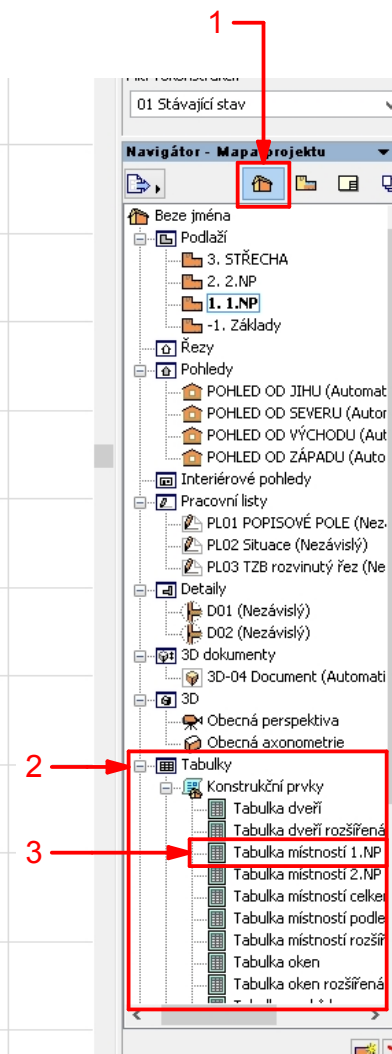 1
01 Stávající stav
Navigátor - Mapa projektu
Beze jména
Podlaží
3. STŘECHA
2. 2.NP
1. 1.NP
-1. Základy
Řezy
Pohledy
POHLED OD JIHU (Automat
POHLED OD SEVERU (Autor
POHLED OD VÝCHODU (Aut
POHLED OD ZÁPADU (Auto
Interiérové pohledy
Pracovní listy
PL01 POPISOVÉ POLE (Nez
PL02 Situace (Nezávislý)
PL03 TZB rozvinutý řez (Ne
Detaily
D01 (Nezávislý)
D02 (Nezávislý)
3D dokumenty
3D-04 Document (Automati
3D
Obecná perspektiva
Obecná axonometrie
2
Tabulky
Konstrukční prvky
Tabulka dveří
Tabulka dveří rozšířená
3
Tabulka místností 1.NP
Tabulka místností 2.NP
Tabulka místností celke
Tabulka místností podle
Tabulka místností rozšíř
Tabulka oken
Tabulka oken rozšířená